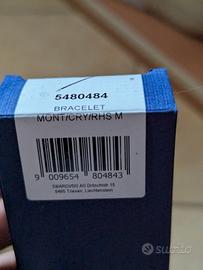 5480484
BRACELET
MONT/CRY/RHS M
9 009654 804843
SWAROVSKI AG Dröschistr 15
9495 Triesen, Liechtenstein
subito